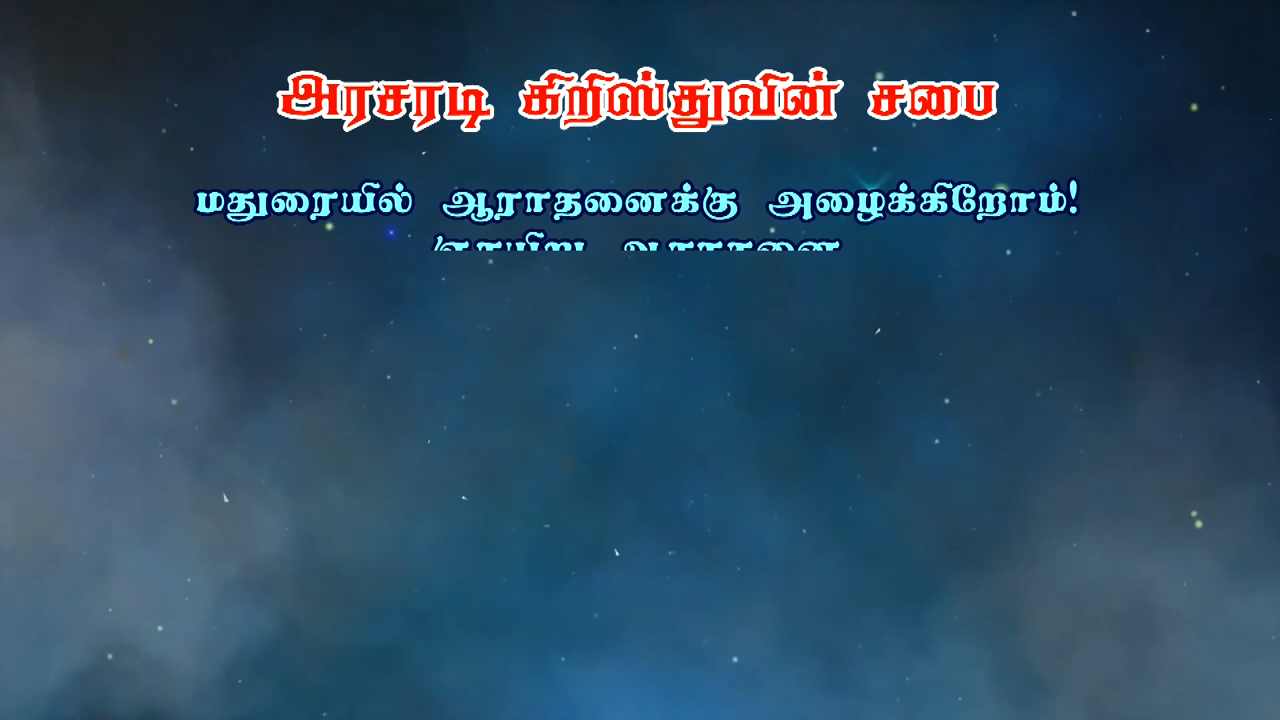 அரசரடி கிறிஸ்துவின் சபை
மதுரையில் ஆராதனைக்கு அழைக்கிறோம்!